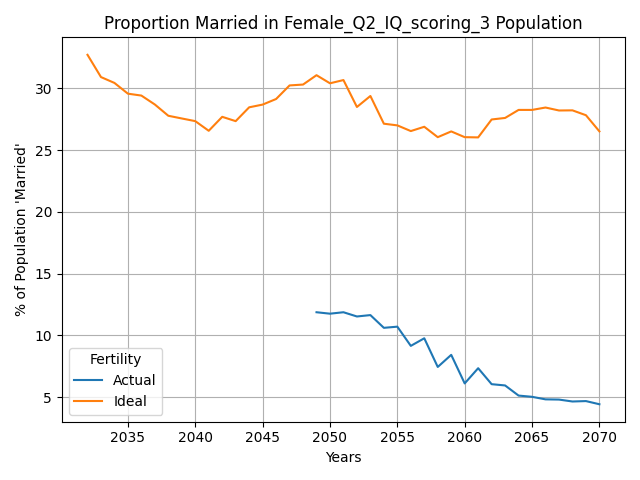 Proportion Married in Female_Q2_IQ_scoring_3 Population
% of Population 'Married'
30
25
20
15
10
5
Fertility
Actual
Ideal
2035 2040 2045 2050 2055 2060 2065 2070
Years